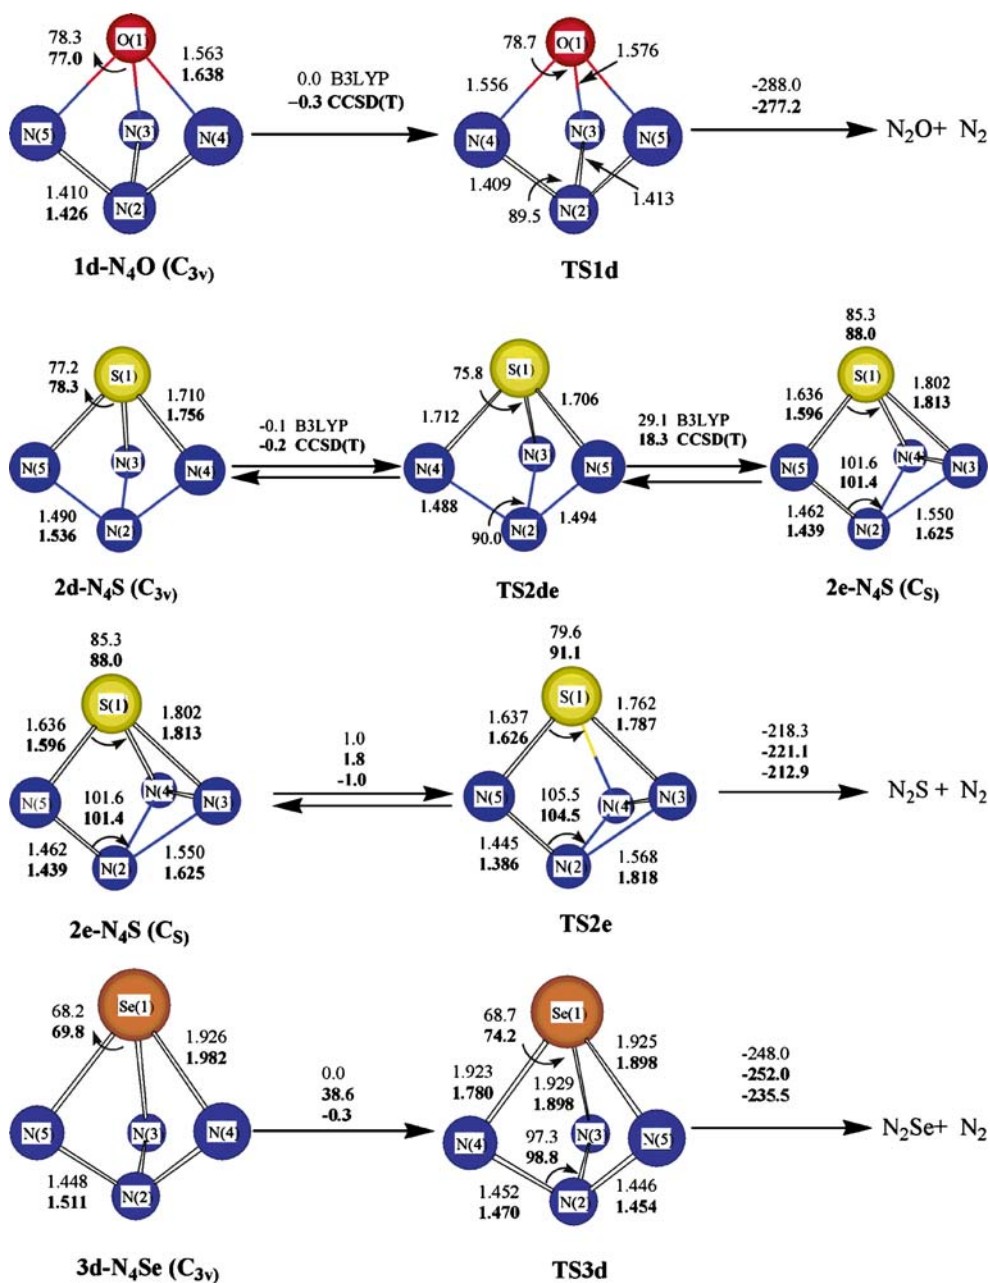 78.3
77.0
O(1)
1.563
1.638
N(5)
N(3)
N(4)
1.410
1.426
N(2)
1d-N₄O (C₃ᵥ)
0.0 B3LYP
–0.3 CCSD(T)
78.7
O(1)
1.576
1.556
N(4)
N(3)
N(5)
1.409
89.5
N(2)
1.413
TS1d
-288.0
-277.2
N₂O+ N₂
77.2
78.3
S(1)
1.710
1.756
N(5)
N(3)
N(4)
1.490
1.536
N(2)
2d-N₄S (C₃ᵥ)
-0.1 B3LYP
-0.2 CCSD(T)
75.8
S(1)
1.712
1.706
N(4)
N(3)
N(5)
1.488
90.0
N(2)
1.494
TS2de
29.1 B3LYP
18.3 CCSD(T)
85.3
88.0
S(1)
1.636
1.596
1.802
1.813
N(5)
N(4)
N(3)
101.6
101.4
1.462
1.439
N(2)
1.550
1.625
2e-N₄S (C_S)
85.3
88.0
S(1)
1.636
1.596
1.802
1.813
N(5)
N(4)
N(3)
101.6
101.4
1.462
1.439
N(2)
1.550
1.625
2e-N₄S (C_S)
1.0
1.8
-1.0
79.6
91.1
S(1)
1.637
1.626
1.762
1.787
N(5)
N(4)
N(3)
105.5
104.5
1.445
1.386
N(2)
1.568
1.818
TS2e
-218.3
-221.1
-212.9
N₂S + N₂
68.2
69.8
Se(1)
1.926
1.982
N(5)
N(3)
N(4)
1.448
1.511
N(2)
3d-N₄Se (C₃ᵥ)
0.0
38.6
-0.3
68.7
74.2
Se(1)
1.925
1.898
1.923
1.780
1.929
1.898
N(4)
N(3)
N(5)
97.3
98.8
1.452
1.470
N(2)
1.446
1.454
TS3d
-248.0
-252.0
-235.5
N₂Se+ N₂